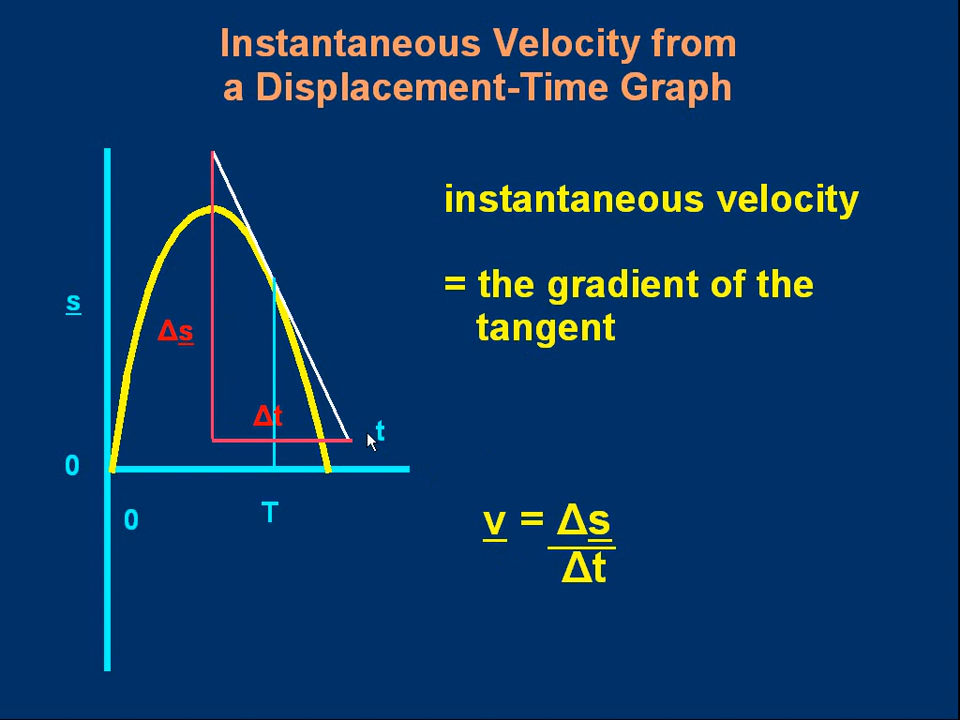 Instantaneous Velocity from
a Displacement-Time Graph
instantaneous velocity
= the gradient of the
tangent
s
Δs
Δt
t
0
0
T
v = Δs
Δt